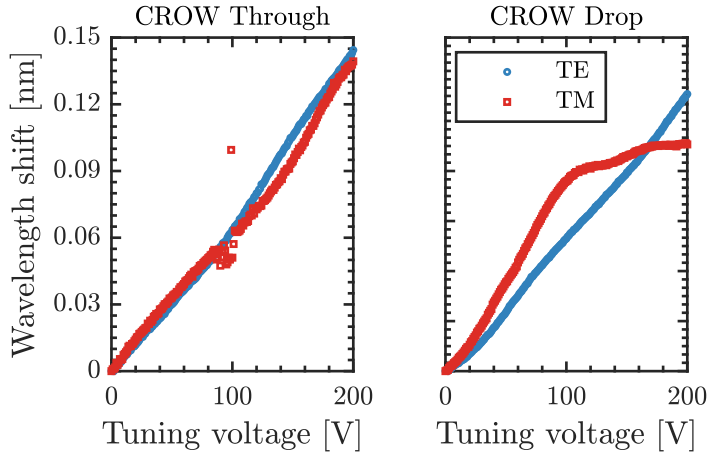 CROW Through
CROW Drop
Wavelength shift [nm]
0.15
0.12
0.09
0.06
0.03
0
0 100 200
0 100 200
Tuning voltage [V]
Tuning voltage [V]
TE
TM